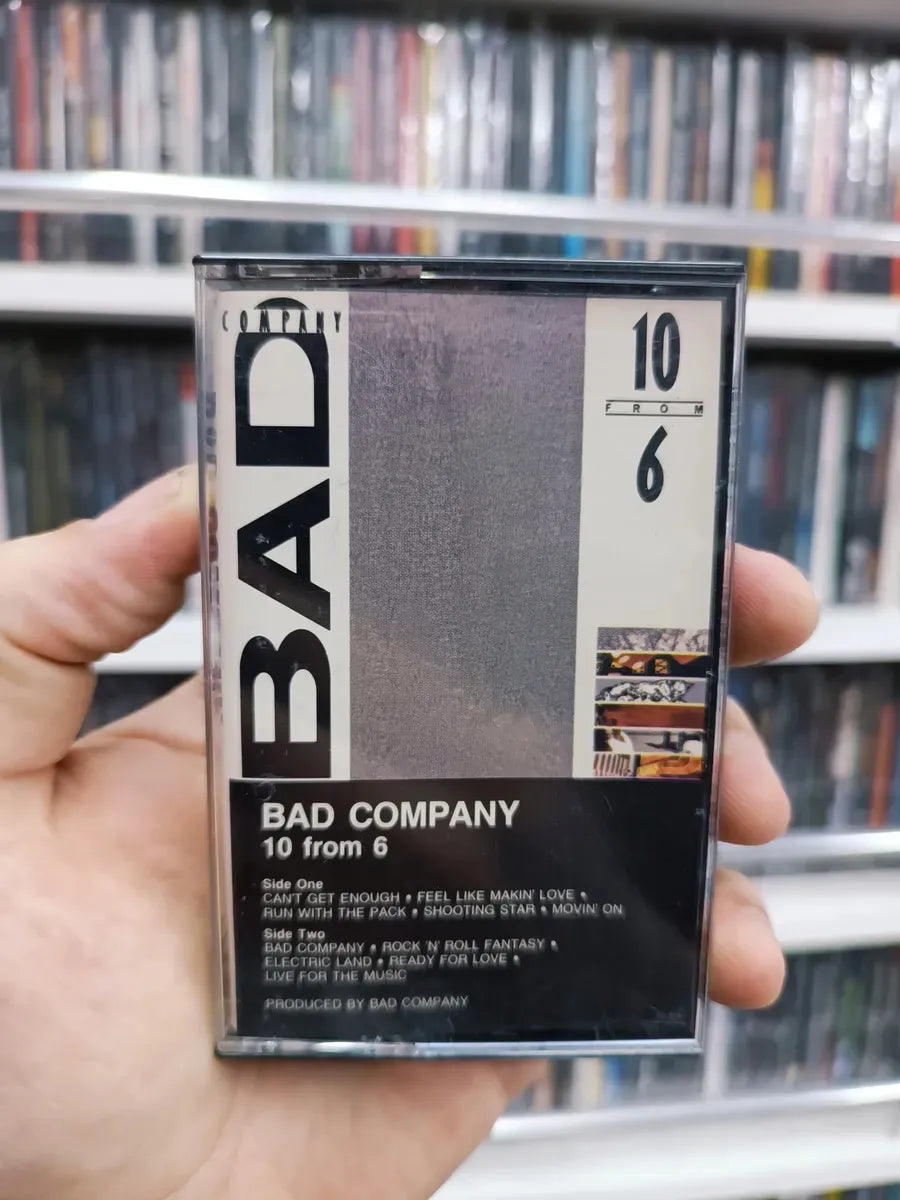 COMPANY
BAD
10
FROM
6
BAD COMPANY
10 from 6
Side One
CAN'T GET ENOUGH • FEEL LIKE MAKIN' LOVE •
RUN WITH THE PACK • SHOOTING STAR • MOVIN' ON
Side Two
BAD COMPANY • ROCK 'N' ROLL FANTASY •
ELECTRIC LAND • READY FOR LOVE •
LIVE FOR THE MUSIC
PRODUCED BY BAD COMPANY